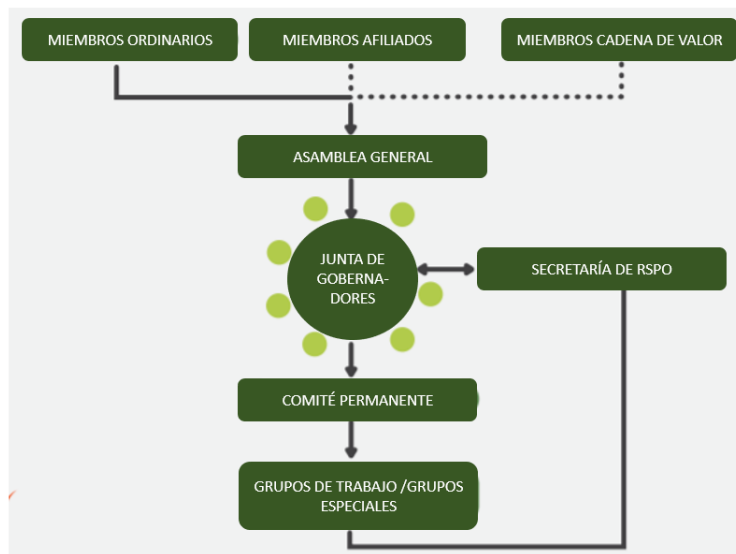 MIEMBROS ORDINARIOS
MIEMBROS AFILIADOS
MIEMBROS CADENA DE VALOR
ASAMBLEA GENERAL
JUNTA DE
GOBERNA-
DORES
SECRETARÍA DE RSPO
COMITÉ PERMANENTE
GRUPOS DE TRABAJO /GRUPOS
ESPECIALES